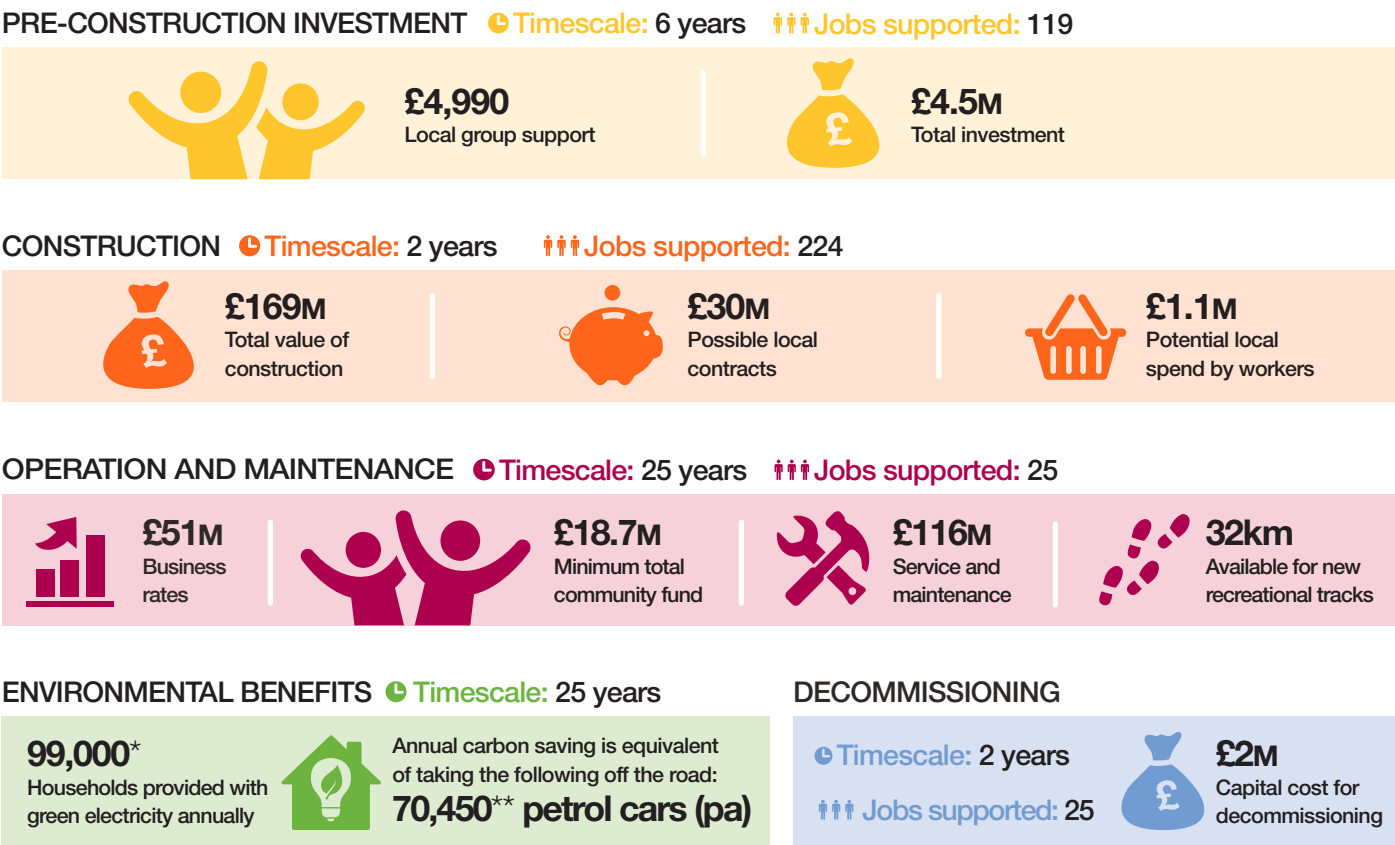 PRE-CONSTRUCTION INVESTMENT Timescale: 6 years Jobs supported: 119
£4,990
Local group support
£4.5M
Total investment
CONSTRUCTION Timescale: 2 years Jobs supported: 224
£
£169M
Total value of
construction
£30M
Possible local
contracts
£1.1M
Potential local
spend by workers
OPERATION AND MAINTENANCE Timescale: 25 years Jobs supported: 25
£51M
Business
rates
£18.7M
Minimum total
community fund
£116M
Service and
maintenance
32km
Available for new
recreational tracks
ENVIRONMENTAL BENEFITS Timescale: 25 years
99,000*
Households provided with
green electricity annually
Annual carbon saving is equivalent
of taking the following off the road:
70,450** petrol cars (pa)
DECOMMISSIONING
Timescale: 2 years
Jobs supported: 25
£
£2M
Capital cost for
decommissioning